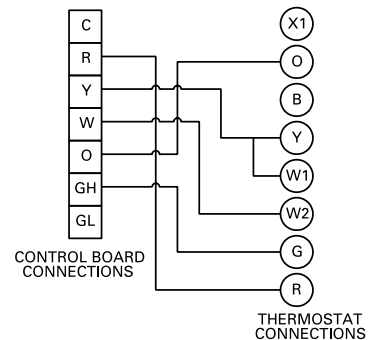 C
R
Y
W
O
GH
GL
CONTROL BOARD
CONNECTIONS
X1
O
B
Y
W1
W2
G
R
THERMOSTAT
CONNECTIONS